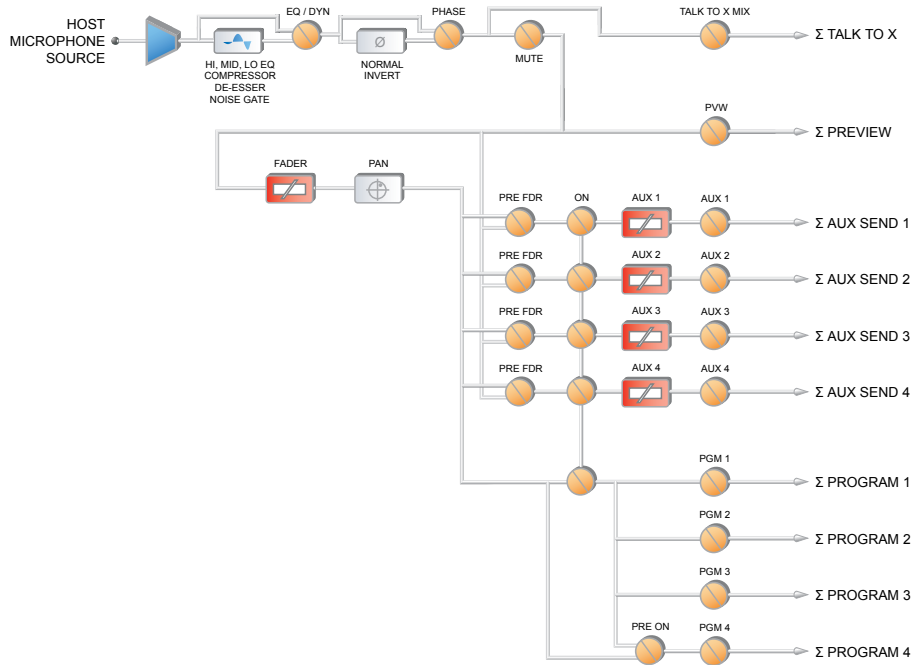 HOST
MICROPHONE
SOURCE
EQ / DYN
PHASE
TALK TO X MIX
Σ TALK TO X
HI, MID, LO EQ
COMPRESSOR
DE-ESSER
NOISE GATE
Ø
NORMAL
INVERT
MUTE
PVW
Σ PREVIEW
FADER
PAN
PRE FDR
ON
AUX 1
AUX 1
Σ AUX SEND 1
PRE FDR
AUX 2
AUX 2
Σ AUX SEND 2
PRE FDR
AUX 3
AUX 3
Σ AUX SEND 3
PRE FDR
AUX 4
AUX 4
Σ AUX SEND 4
PGM 1
Σ PROGRAM 1
PGM 2
Σ PROGRAM 2
PGM 3
Σ PROGRAM 3
PRE ON
PGM 4
Σ PROGRAM 4